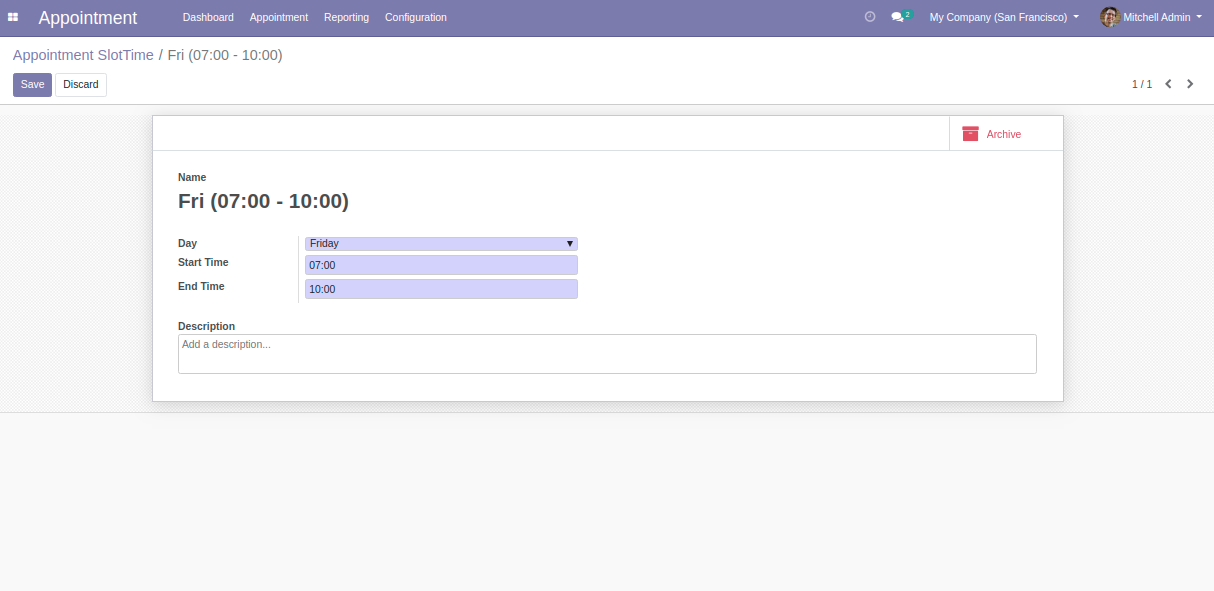 Appointment Dashboard Appointment Reporting Configuration 2 My Company (San Francisco) Mitchell Admin
Appointment SlotTime / Fri (07:00 - 10:00)
Save Discard 1 / 1
Archive
Name
Fri (07:00 - 10:00)
Day Friday
Start Time 07:00
End Time 10:00
Description
Add a description...